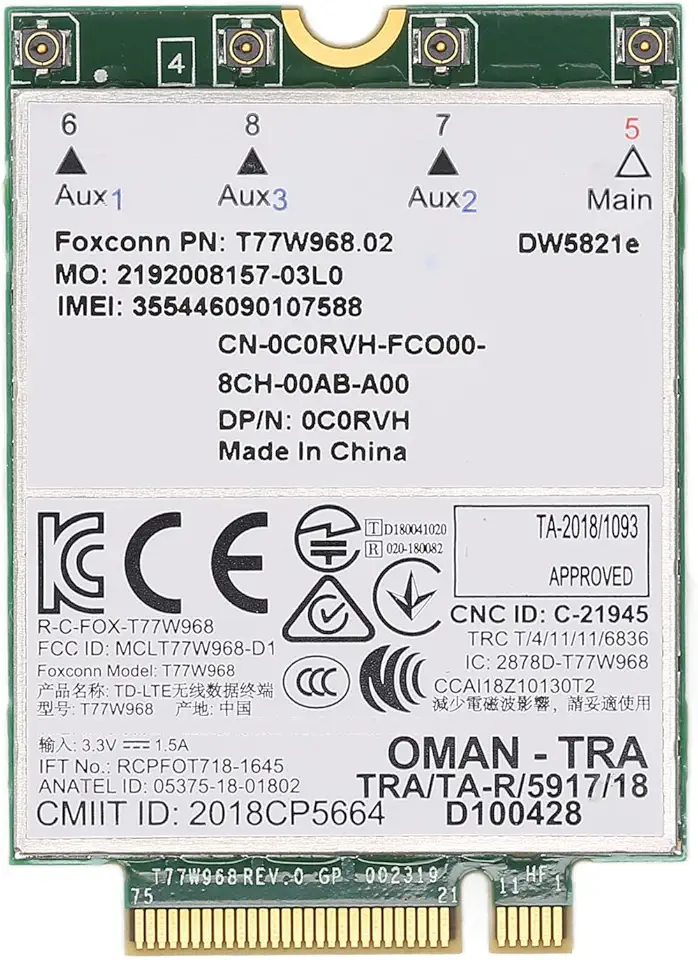 4
6 8 7 5
Aux1 Aux3 Aux2 Main
Foxconn PN: T77W968.02 DW5821e
MO: 2192008157-03L0
IMEI: 355446090107588
CN-0C0RVH-FCO00-
8CH-00AB-A00
DP/N: 0C0RVH
Made In China
KC CE
T D180041020
R 020-180082
TA-2018/1093
APPROVED
R-C-FOX-T77W968
CNC ID: C-21945
FCC ID: MCLT77W968-D1
TRC T/4/11/11/6836
Foxconn Model: T77W968
IC: 2878D-T77W968
产品名称: TD-LTE无线数据终端
CCC
CCAI18Z10130T2
型号: T77W968 产地: 中国
減少電磁波影響,請妥適使用
输入: 3.3V 1.5A
OMAN - TRA
IFT No.: RCPFOT718-1645
TRA/TA-R/5917/18
ANATEL ID: 05375-18-01802
D100428
CMIIT ID: 2018CP5664
T77W968 REV.0 GP 002319 HF
75 21 11 1